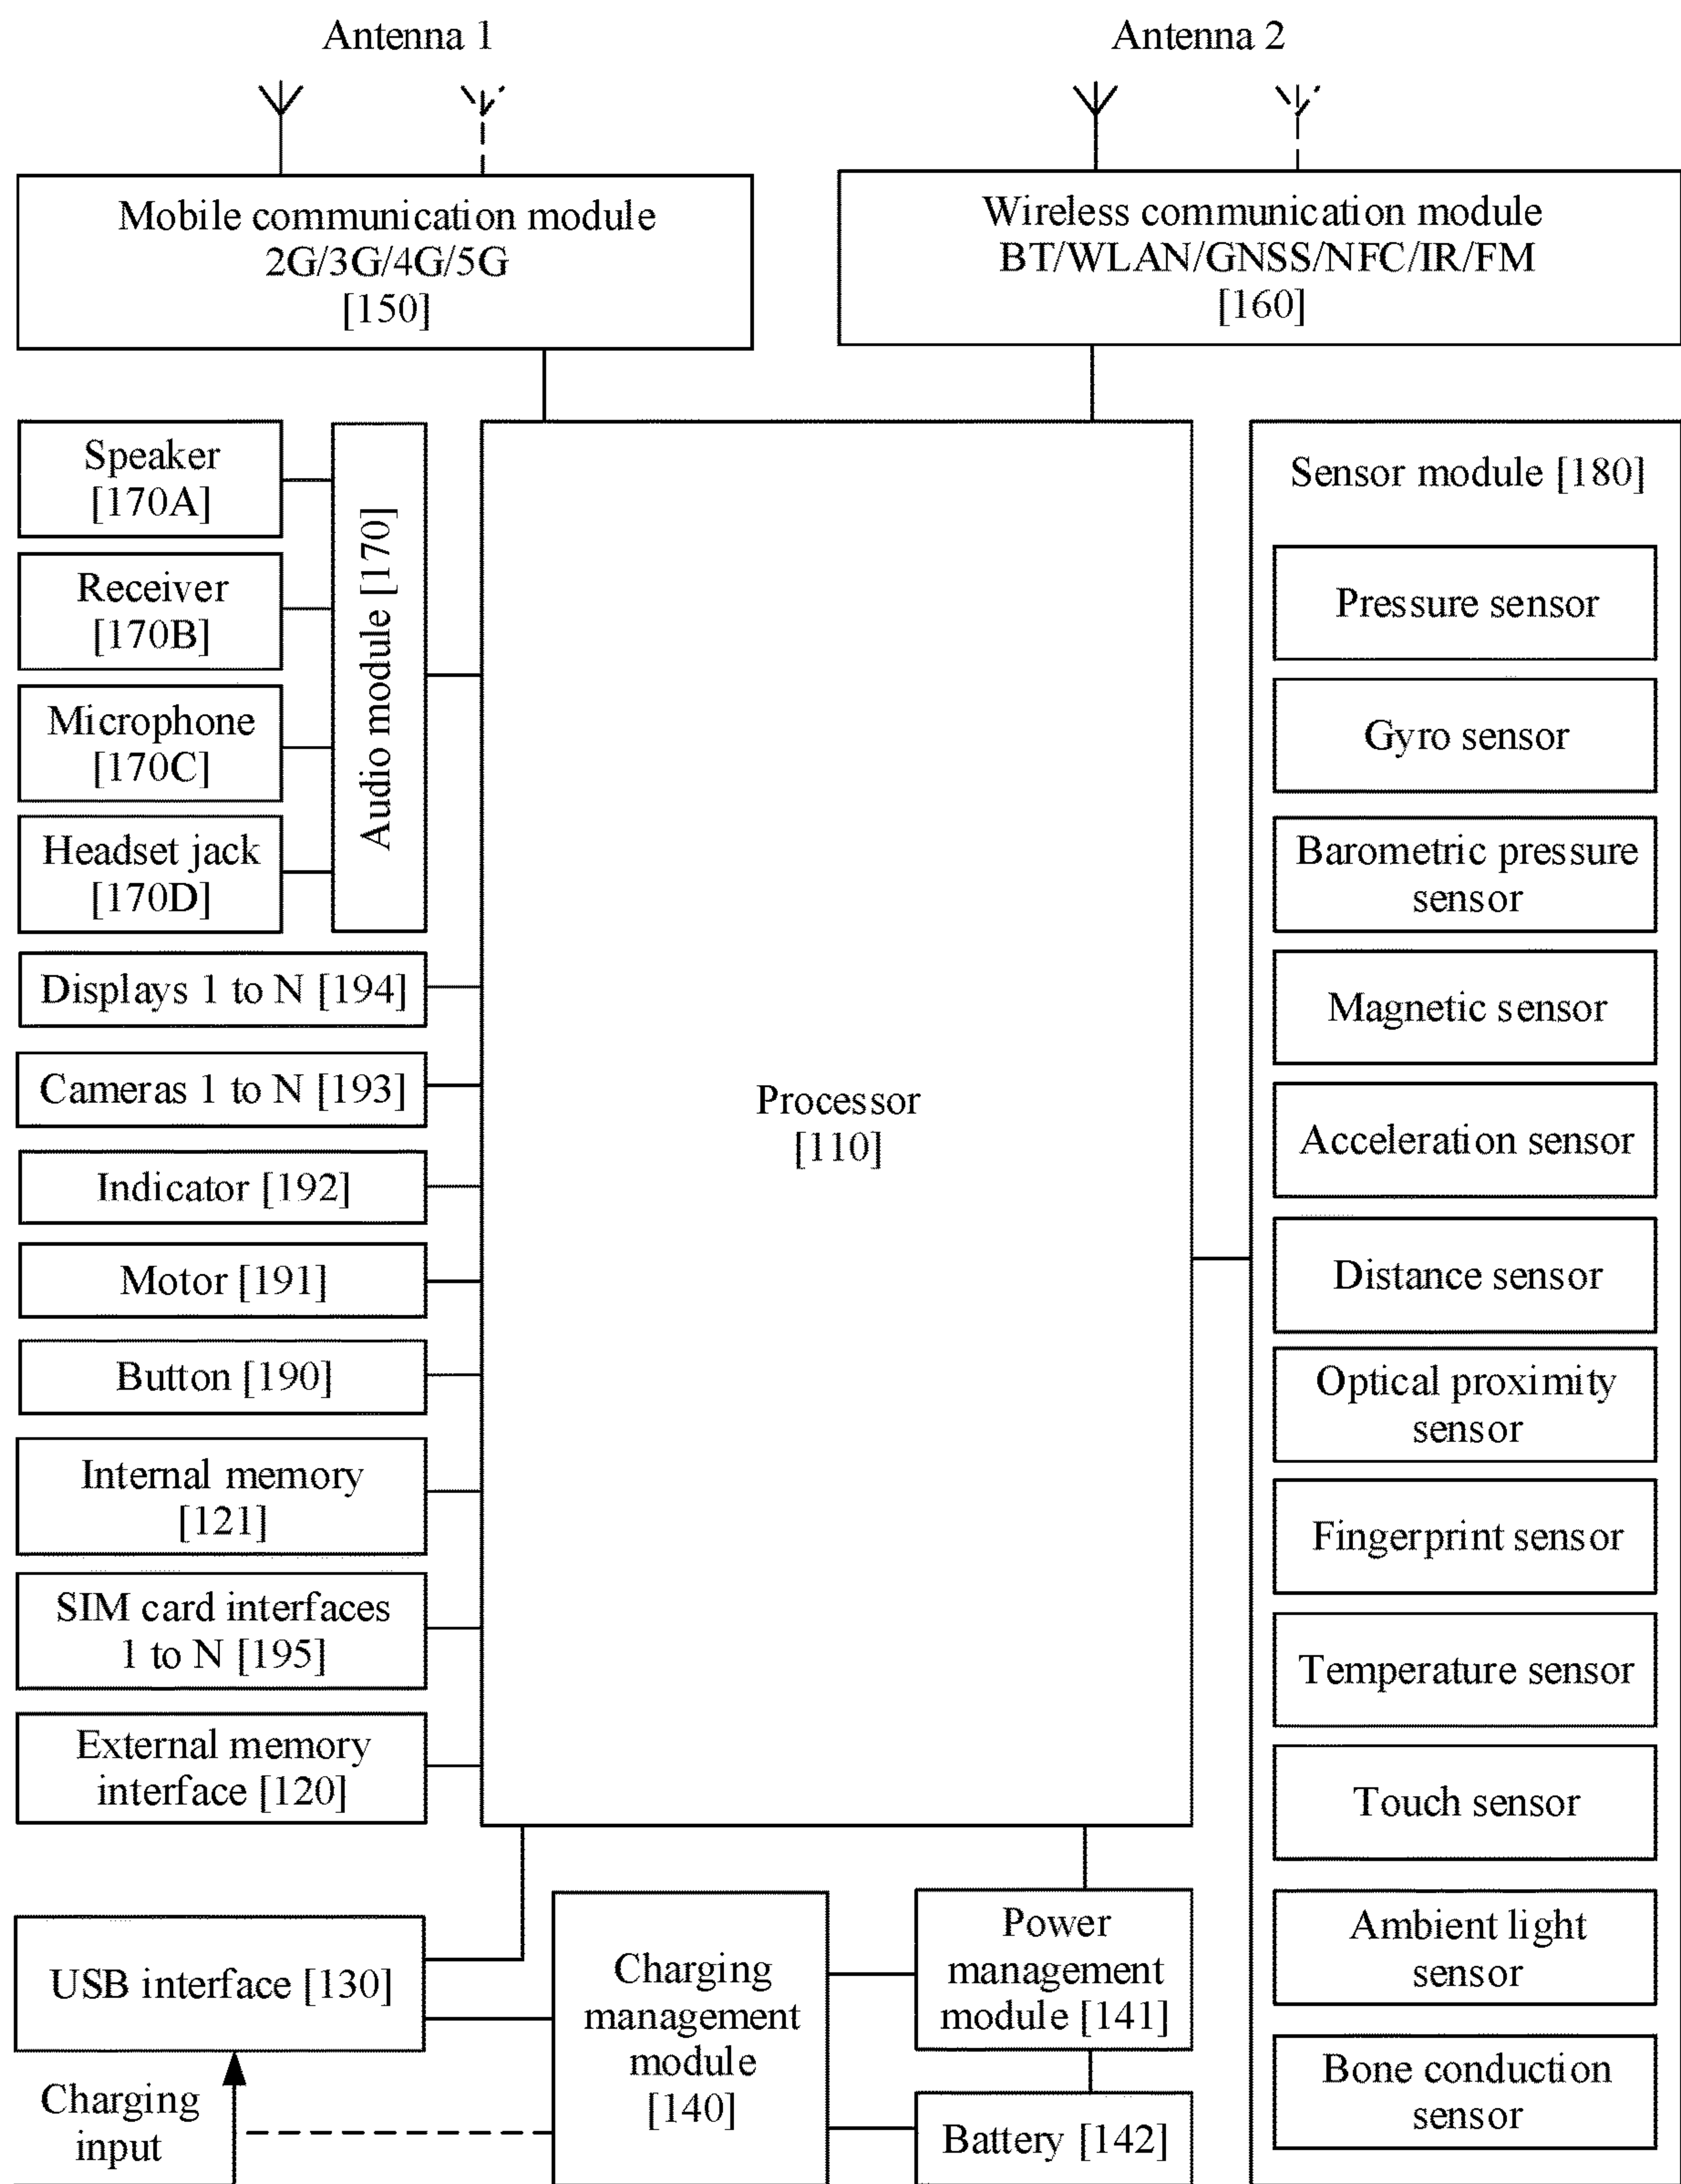 Antenna 1
Antenna 2
Mobile communication module
2G/3G/4G/5G
[150]
Wireless communication module
BT/WLAN/GNSS/NFC/IR/FM
[160]
Speaker
[170A]
Receiver
[170B]
Microphone
[170C]
Headset jack
[170D]
Audio module [170]
Displays 1 to N [194]
Cameras 1 to N [193]
Indicator [192]
Motor [191]
Button [190]
Internal memory
[121]
SIM card interfaces
1 to N [195]
External memory
interface [120]
Processor
[110]
Sensor module [180]
Pressure sensor
Gyro sensor
Barometric pressure
sensor
Magnetic sensor
Acceleration sensor
Distance sensor
Optical proximity
sensor
Fingerprint sensor
Temperature sensor
Touch sensor
Ambient light
sensor
Bone conduction
sensor
USB interface [130]
Charging
input
Charging
management
module
[140]
Power
management
module [141]
Battery [142]